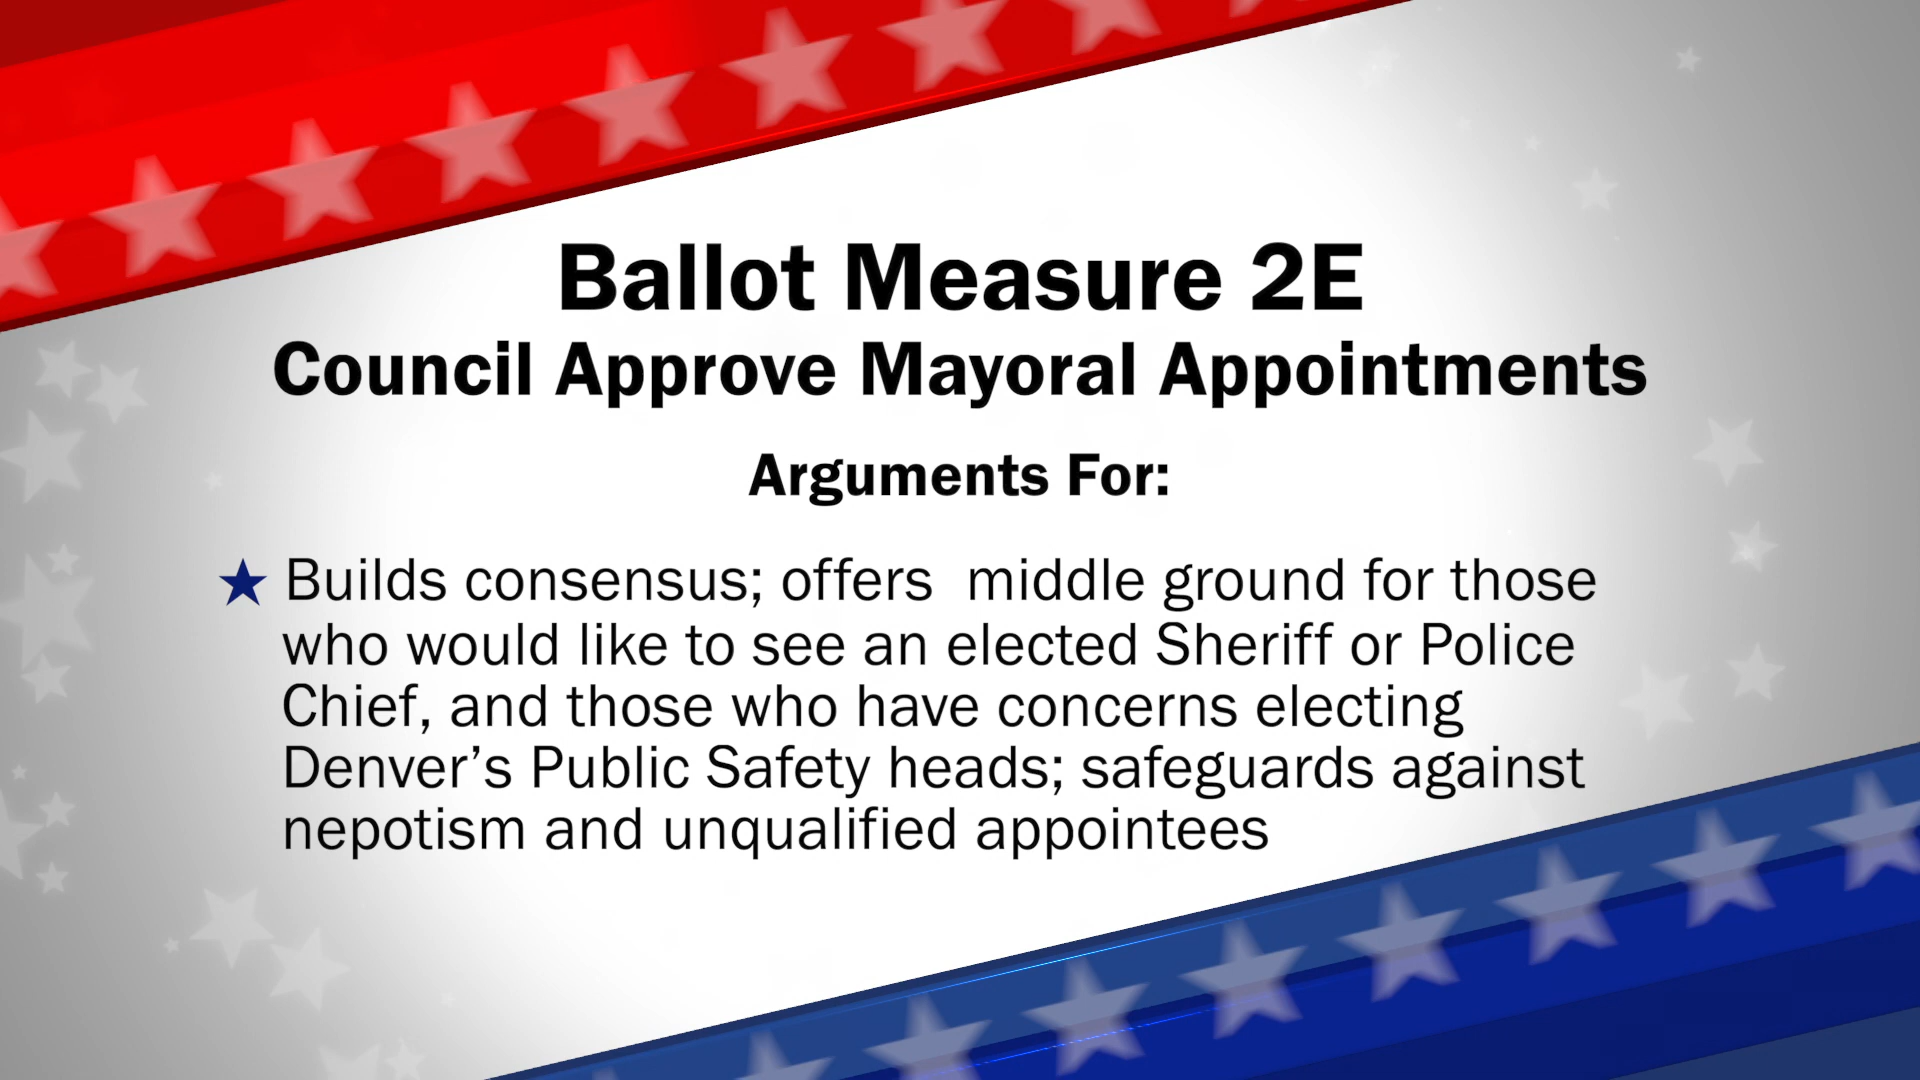 Ballot Measure 2E
Council Approve Mayoral Appointments
Arguments For:
Builds consensus; offers  middle ground for those
who would like to see an elected Sheriff or Police
Chief, and those who have concerns electing
Denver’s Public Safety heads; safeguards against
nepotism and unqualified appointees